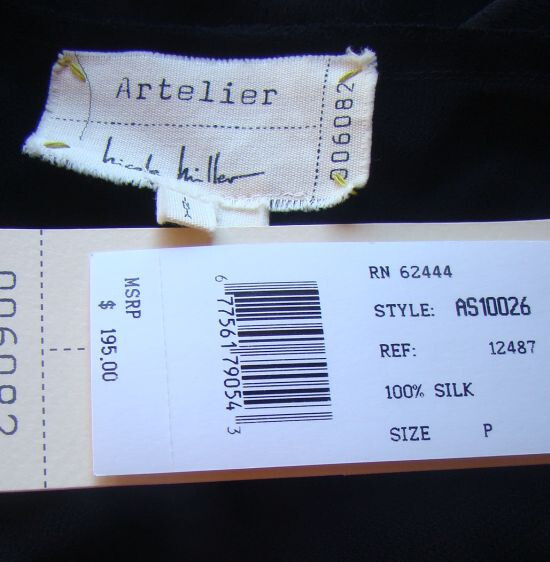 Artelier
nicole miller
006082
006082
MSRP
$ 195.00
6 77561 79054 3
RN 62444
STYLE: AS10026
REF: 12487
100% SILK
SIZE P